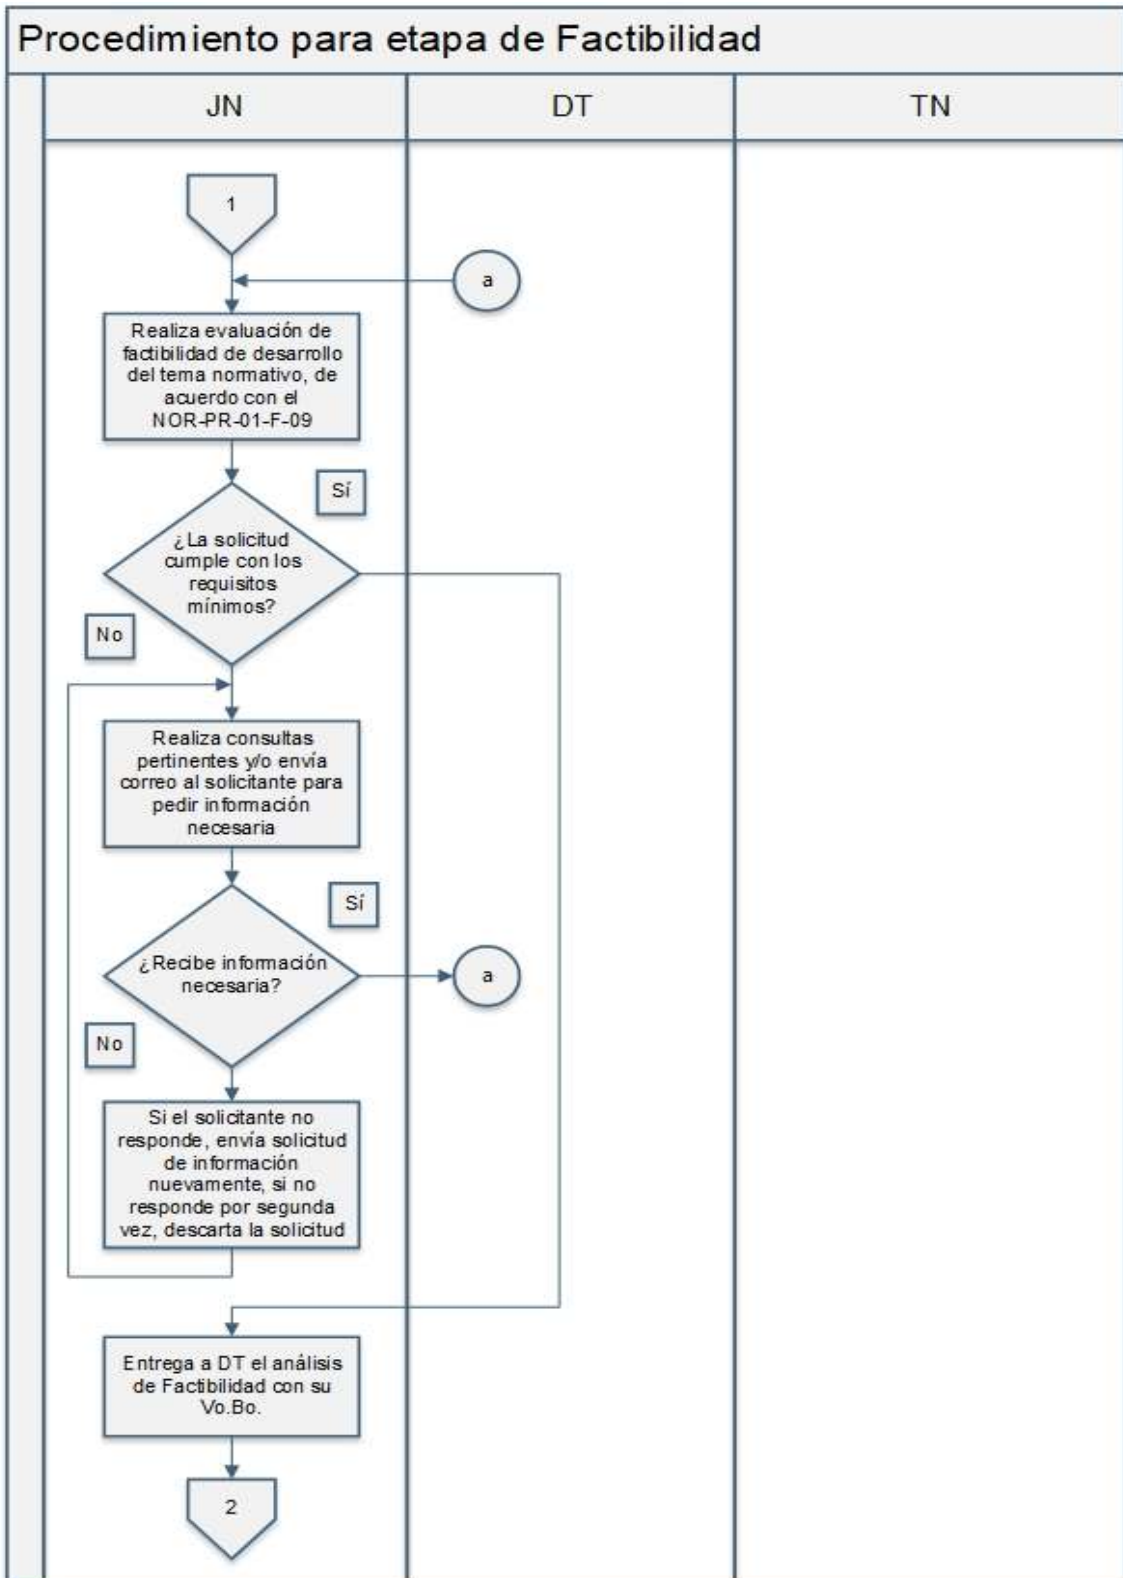 Procedimiento para etapa de Factibilidad
JN
DT
TN
1
a
Realiza evaluación de
factibilidad de desarrollo
del tema normativo, de
acuerdo con el
NOR-PR-01-F-09
Sí
¿La solicitud
cumple con los
requisitos
mínimos?
No
Realiza consultas
pertinentes y/o envía
correo al solicitante para
pedir información
necesaria
Sí
¿Recibe información
necesaria?
a
No
Si el solicitante no
responde, envía solicitud
de información
nuevamente, si no
responde por segunda
vez, descarta la solicitud
Entrega a DT el análisis
de Factibilidad con su
Vo.Bo.
2